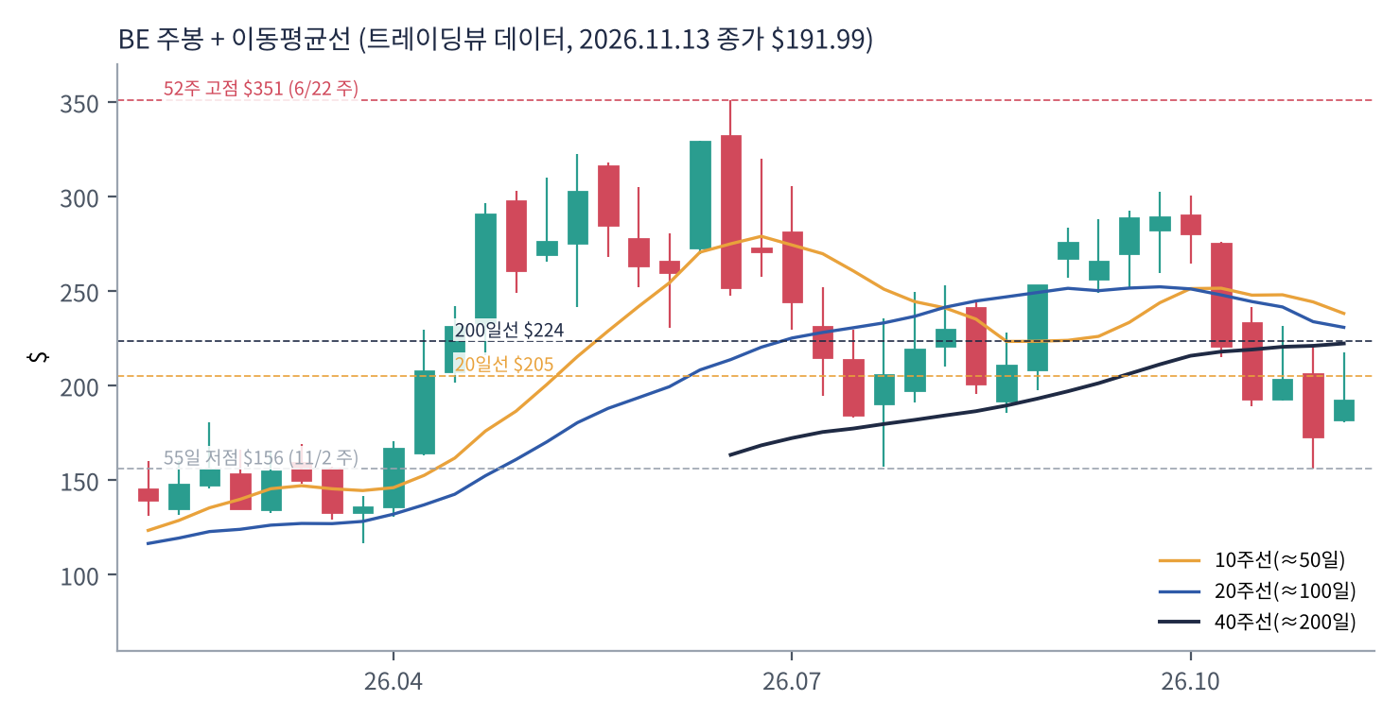 BE 주봉 + 이동평균선 (트레이딩뷰 데이터, 2026.11.13 종가 $191.99)
52주 고점 $351 (6/22 주)
350
300
250
200일선 $224
$
20일선 $205
200
55일 저점 $156 (11/2 주)
150
100
10주선(≈50일)
20주선(≈100일)
40주선(≈200일)
26.04
26.07
26.10